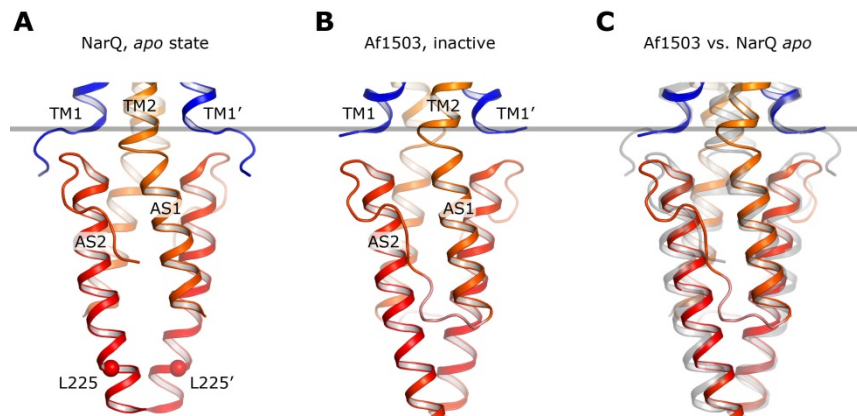 A B C
NarQ, apo state Af1503, inactive Af1503 vs. NarQ apo
TM1 TM2 TM1′ TM1 TM2 TM1′
AS1 AS1
AS2 AS2
L225 L225′